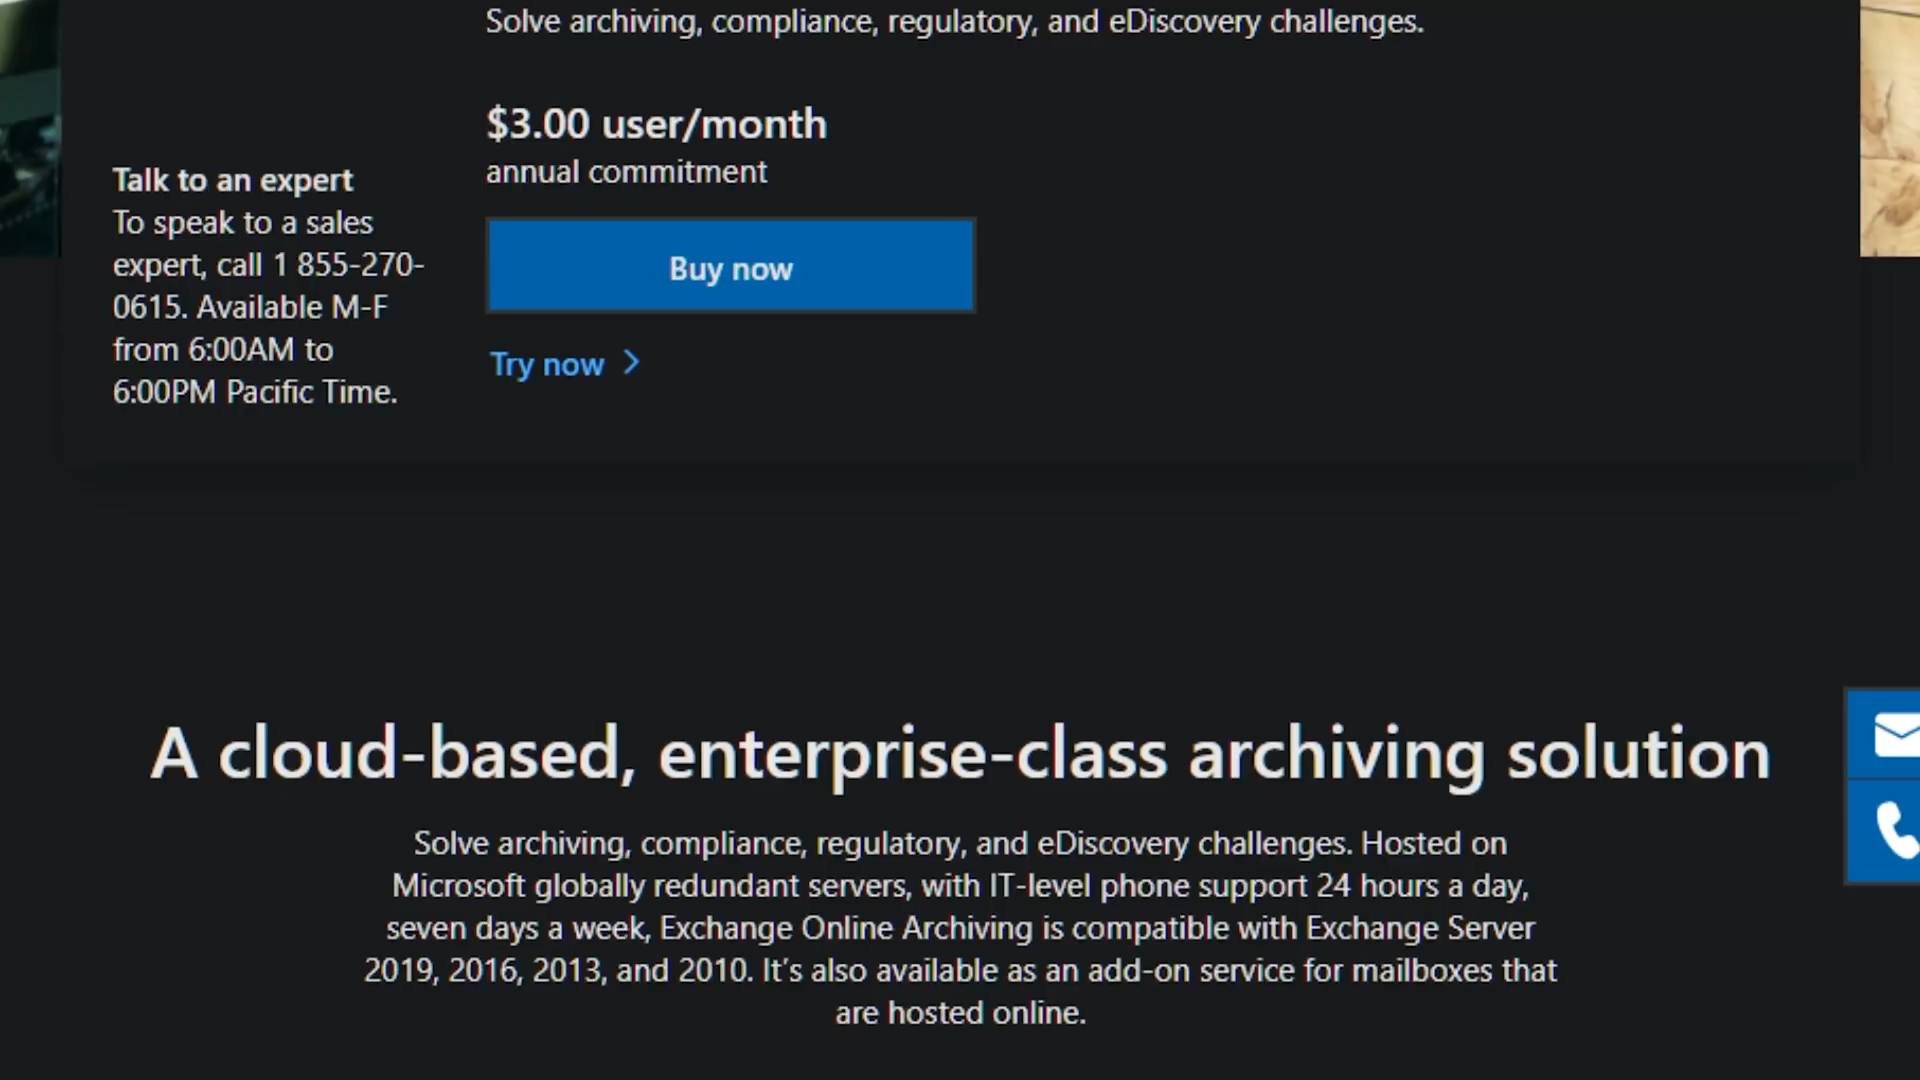 Solve archiving, compliance, regulatory, and eDiscovery challenges.
$3.00 user/month
annual commitment
Talk to an expert
To speak to a sales
expert, call 1 855-270-
0615. Available M-F
from 6:00AM to
6:00PM Pacific Time.
Buy now
Try now
A cloud-based, enterprise-class archiving solution
Solve archiving, compliance, regulatory, and eDiscovery challenges. Hosted on
Microsoft globally redundant servers, with IT-level phone support 24 hours a day,
seven days a week, Exchange Online Archiving is compatible with Exchange Server
2019, 2016, 2013, and 2010. It’s also available as an add-on service for mailboxes that
are hosted online.